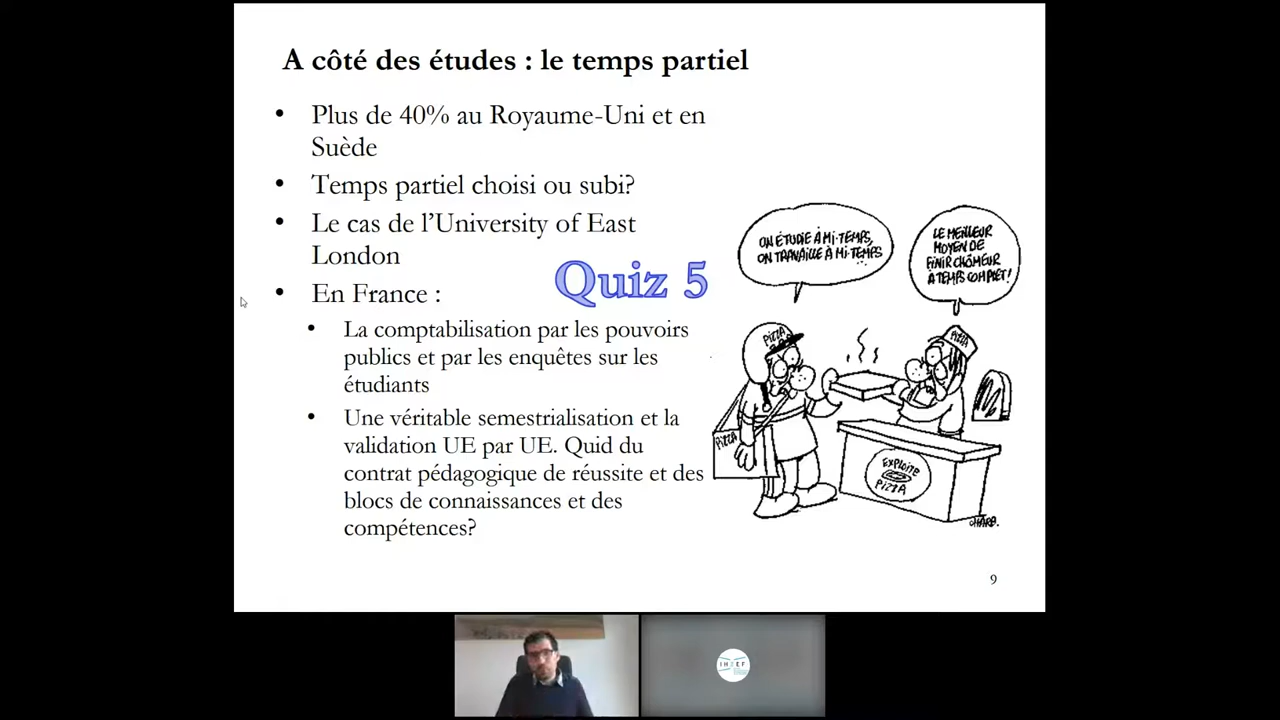 A côté des études : le temps partiel
• Plus de 40% au Royaume-Uni et en
Suède
• Temps partiel choisi ou subi?
• Le cas de l’University of East
London
• En France :
• La comptabilisation par les pouvoirs
publics et par les enquêtes sur les
étudiants
• Une véritable semestrialisation et la
validation UE par UE. Quid du
contrat pédagogique de réussite et des
blocs de connaissances et des
compétences?
Quiz 5
ON ÉTUDIE À MI-TEMPS,
ON TRAVAILLE À MI-TEMPS
LE MEILLEUR
MOYEN DE
FINIR CHÔMEUR
À TEMPS COMPLET!
PIZZA
PIZZA
PIZZA
EXPLOITE
PIZZA
CHARB.
9
IH2EF